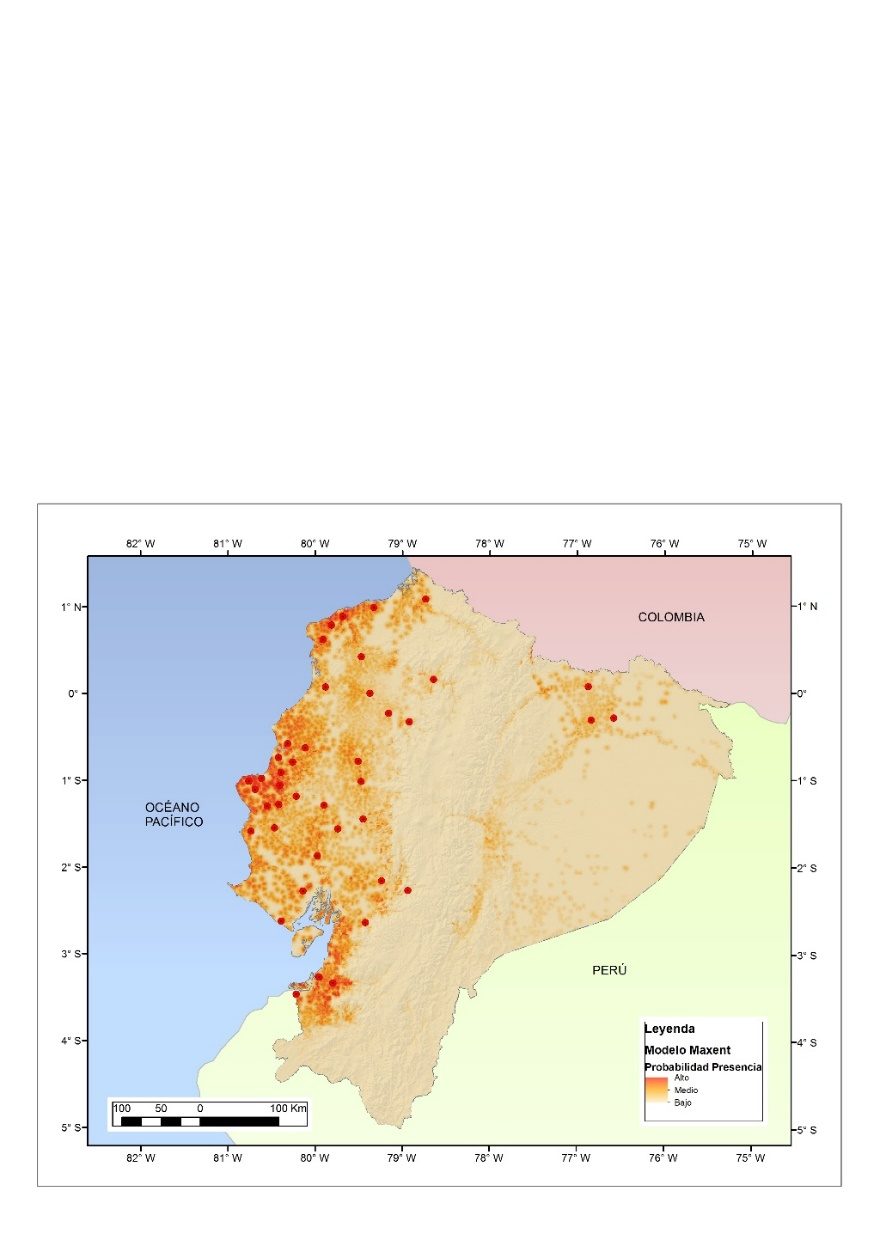 82° W 81° W 80° W 79° W 78° W 77° W 76° W 75° W
1° N 1° N
COLOMBIA
0° 0°
1° S 1° S
OCÉANO
PACÍFICO
2° S 2° S
3° S 3° S
PERÚ
Leyenda
4° S 4° S
Modelo Maxent
Probabilidad Presencia
Alto
Medio
Bajo
100 50 0 100 Km
5° S 5° S
82° W 81° W 80° W 79° W 78° W 77° W 76° W 75° W